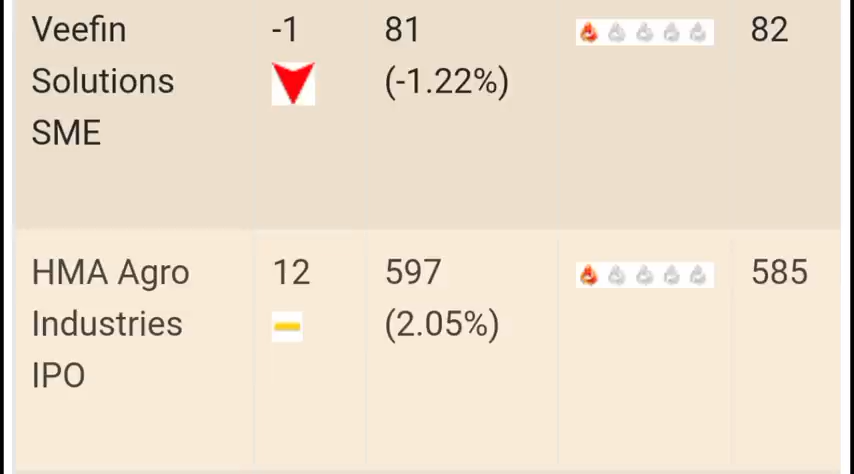 Veefin -1 81 82
Solutions (-1.22%)
SME
HMA Agro 12 597 585
Industries (2.05%)
IPO